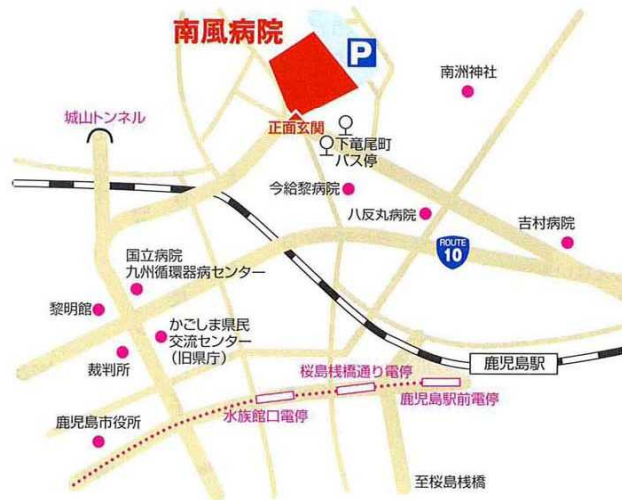 南風病院
P
南洲神社
城山トンネル
正面玄関
下竜尾町
バス停
今給黎病院
八反丸病院
吉村病院
ROUTE
10
国立病院
九州循環器病センター
黎明館
かごしま県民
交流センター
(旧県庁)
裁判所
鹿児島駅
桜島桟橋通り電停
水族館口電停
鹿児島駅前電停
鹿児島市役所
至桜島桟橋